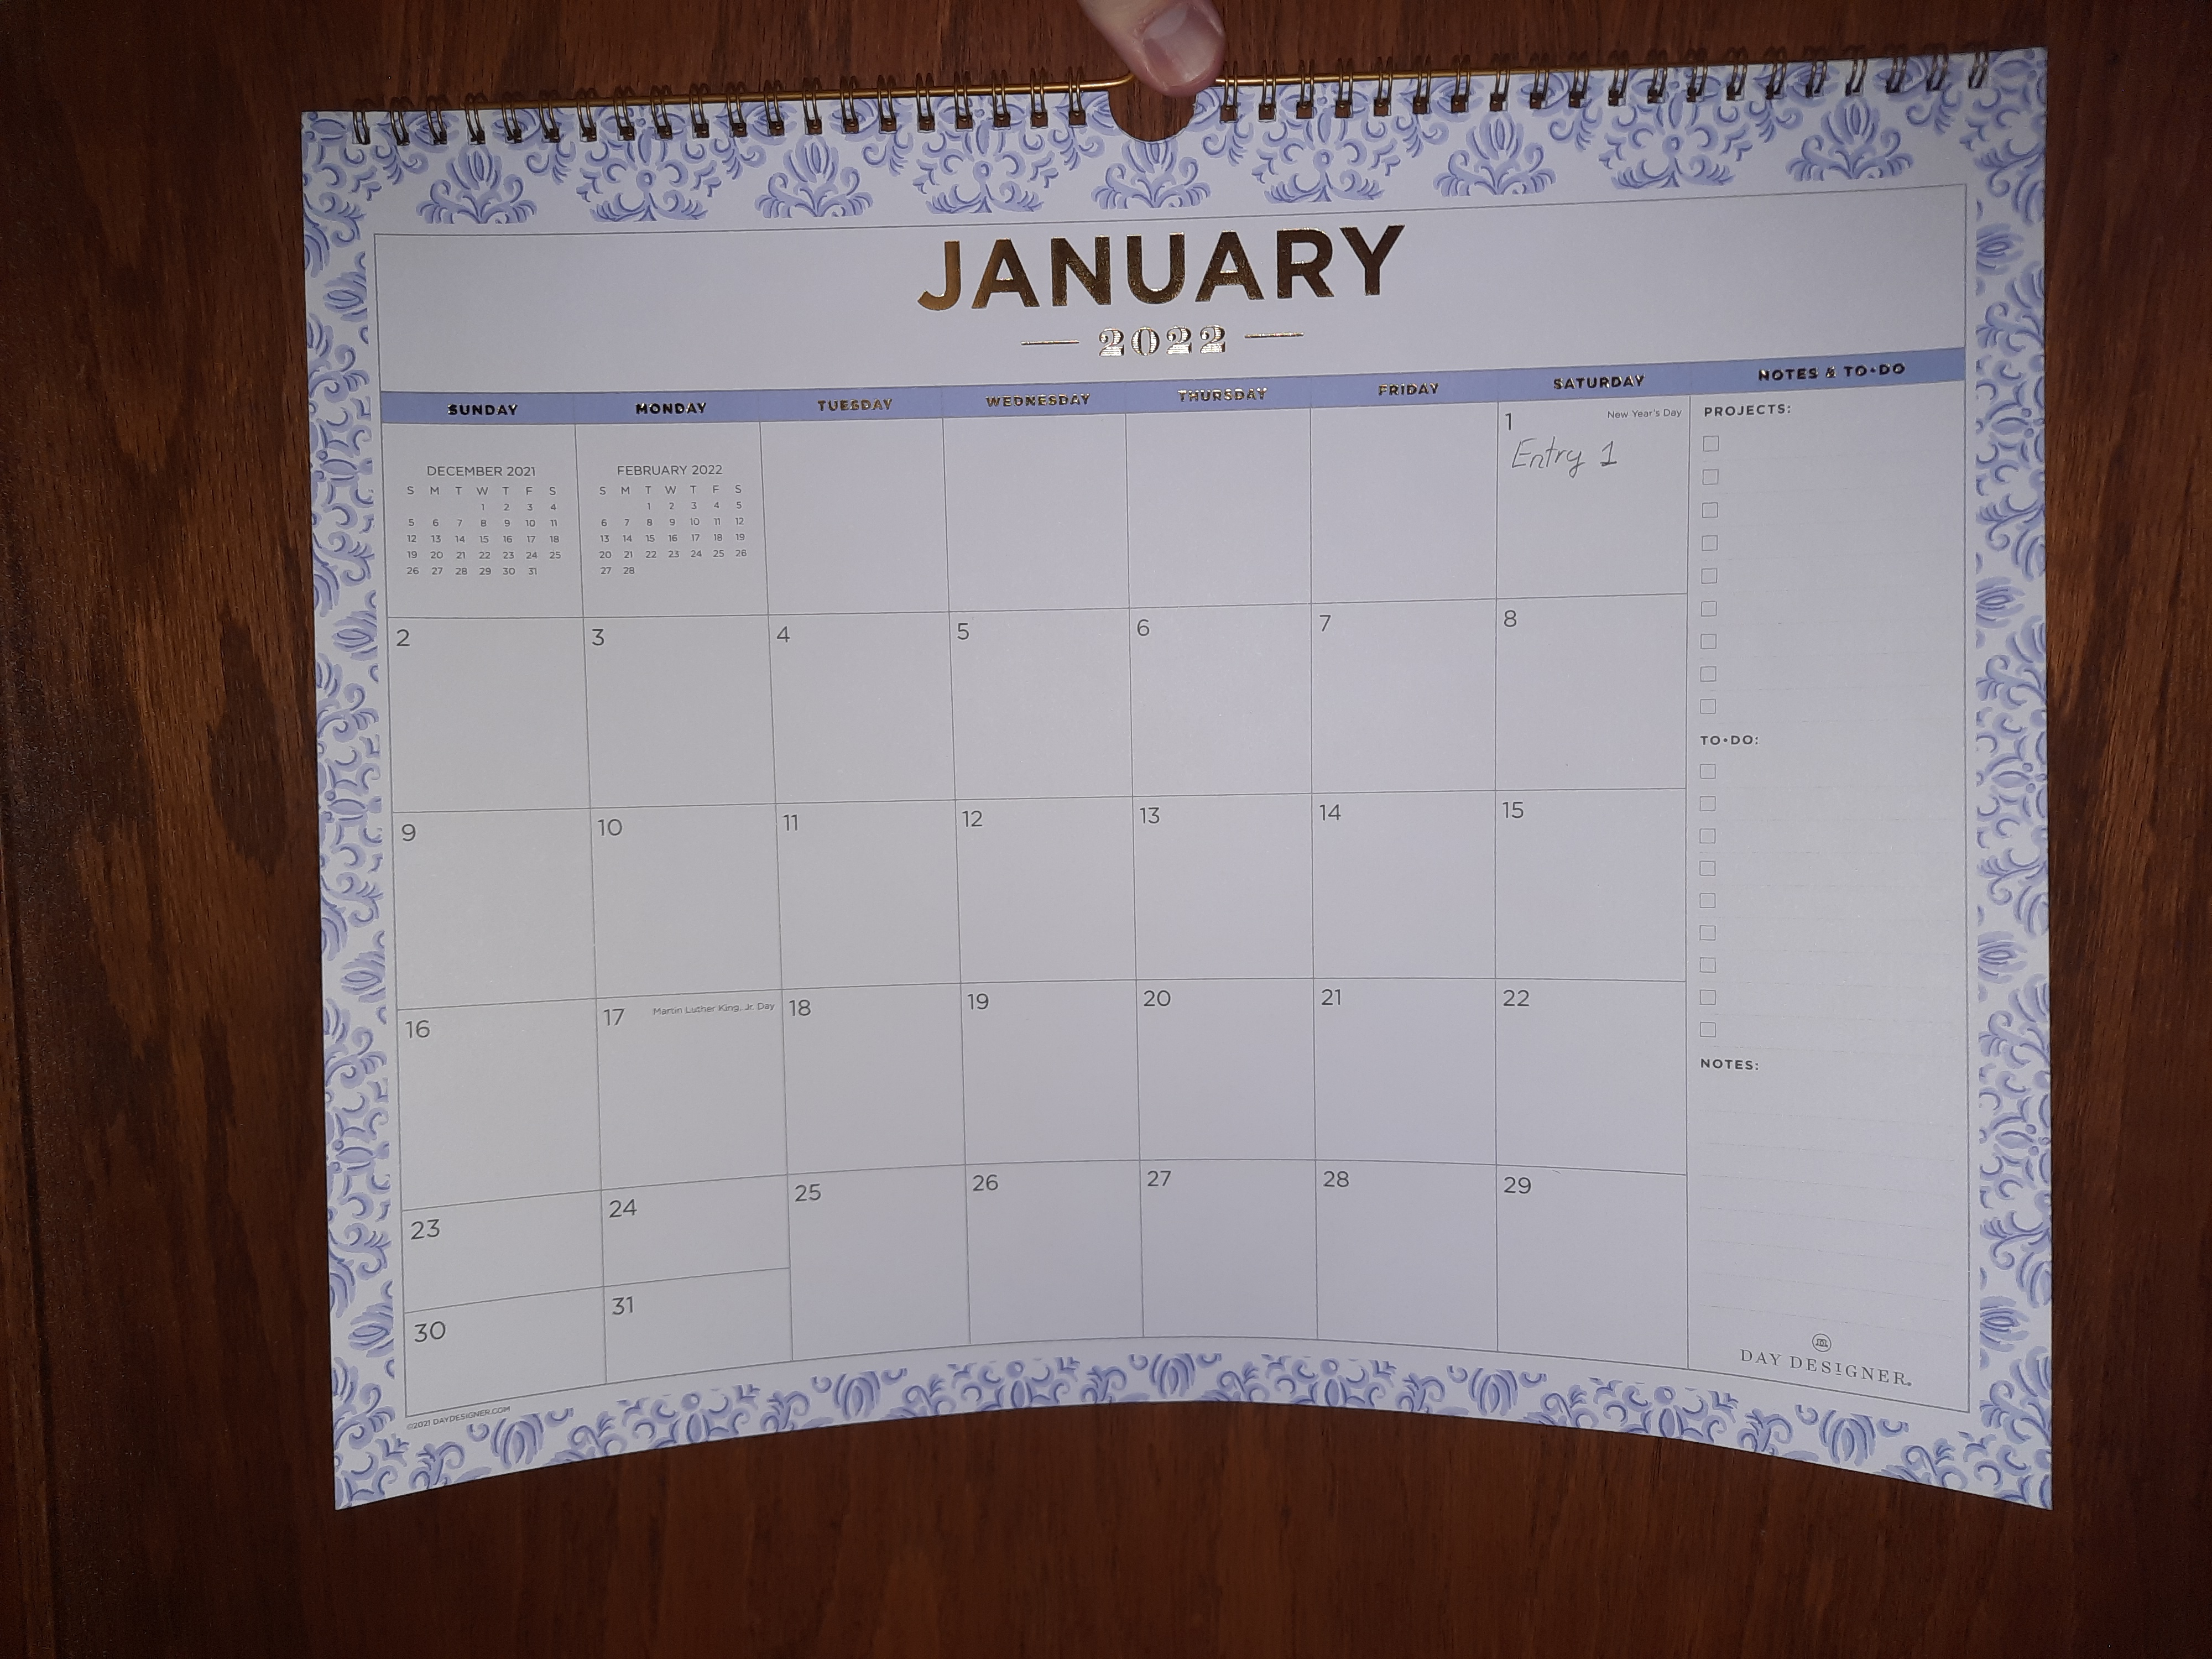 JANUARY
2022
SUNDAY MONDAY TUESDAY WEDNESDAY THURSDAY FRIDAY SATURDAY NOTES & TO•DO
DECEMBER 2021
S M T W T F S
1 2 3 4
5 6 7 8 9 10 11
12 13 14 15 16 17 18
19 20 21 22 23 24 25
26 27 28 29 30 31
FEBRUARY 2022
S M T W T F S
1 2 3 4 5
6 7 8 9 10 11 12
13 14 15 16 17 18 19
20 21 22 23 24 25 26
27 28
1 New Year's Day
Entry 1
2 3 4 5 6 7 8
9 10 11 12 13 14 15
16 17 Martin Luther King, Jr. Day 18 19 20 21 22
23 24 25 26 27 28 29
30 31
PROJECTS:
TO•DO:
NOTES:
DAY DESIGNER.
©2021 DAYDESIGNER.COM